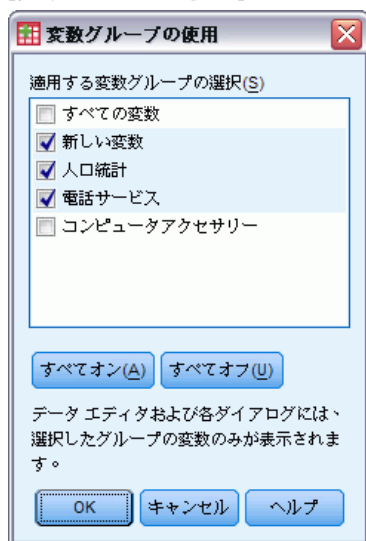 変数グループの使用
適用する変数グループの選択(S)
すべての変数
新しい変数
人口統計
電話サービス
コンピュータアクセサリー
すべてオン(A) すべてオフ(U)
データ エディタおよび各ダイアログには、
選択したグループの変数のみが表示されま
す。
OK キャンセル ヘルプ